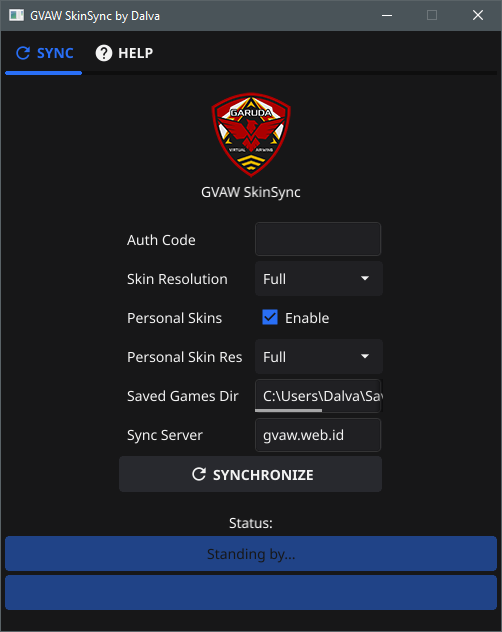 GVAW SkinSync by Dalva
SYNC
? HELP
GARUDA
VIRTUAL AIRWING
GVAW SkinSync
Auth Code
Skin Resolution Full
Personal Skins Enable
Personal Skin Res Full
Saved Games Dir C:\Users\Dalva\Sav
Sync Server gvaw.web.id
SYNCHRONIZE
Status:
Standing by...